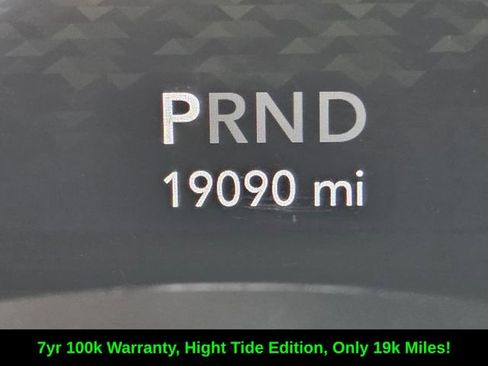 PRND
19090 mi
7yr 100k Warranty, Hight Tide Edition, Only 19k Miles!